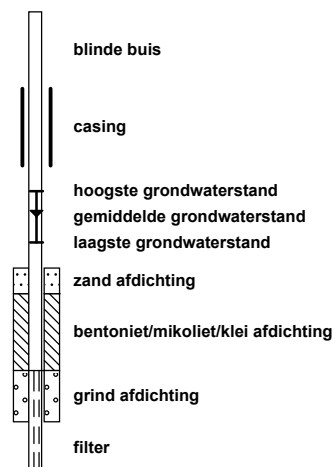 blinde buis
casing
hoogste grondwaterstand
gemiddelde grondwaterstand
laagste grondwaterstand
zand afdichting
bentoniet/mikoliet/klei afdichting
grind afdichting
filter